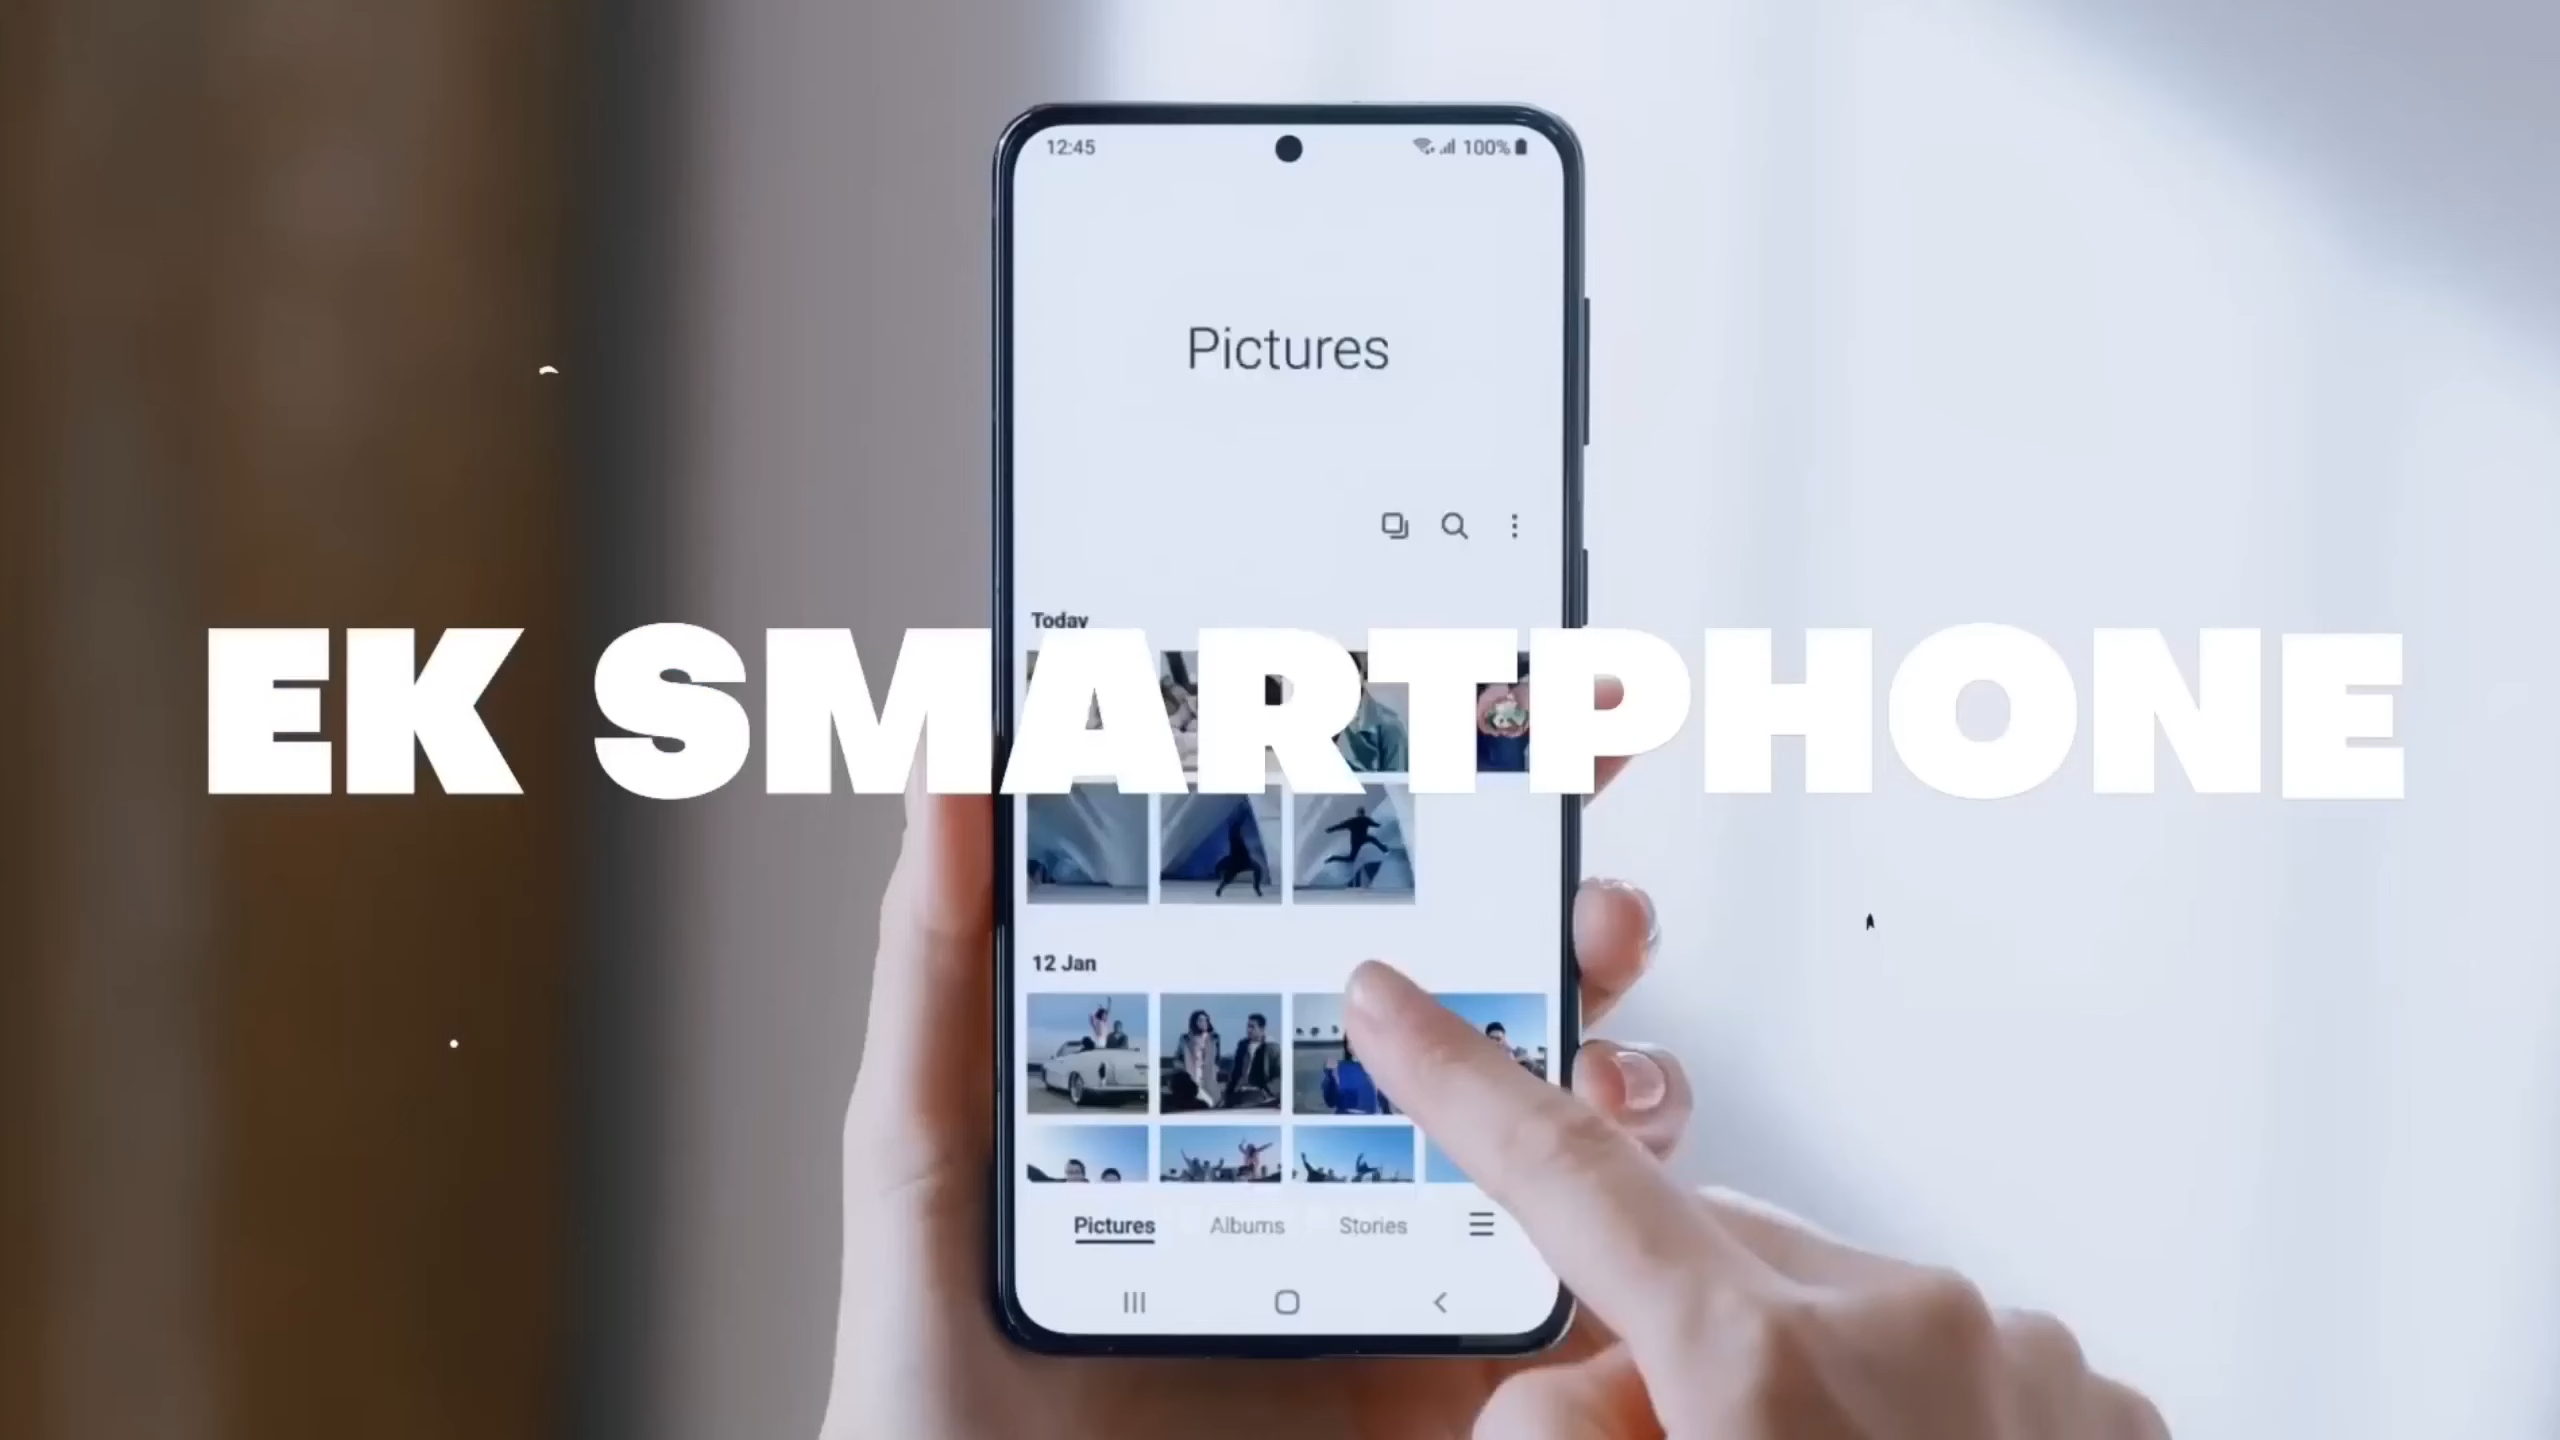 12:45
100%
Pictures
Today
EK SMARTPHONE
12 Jan
Pictures Albums Stories